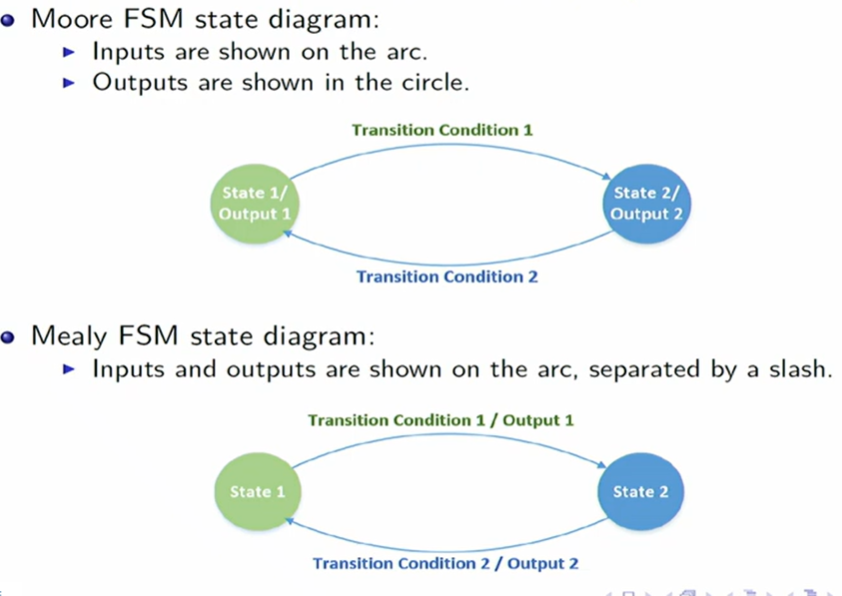 Moore FSM state diagram:
Inputs are shown on the arc.
Outputs are shown in the circle.
Transition Condition 1
State 1/
Output 1
State 2/
Output 2
Transition Condition 2
Mealy FSM state diagram:
Inputs and outputs are shown on the arc, separated by a slash.
Transition Condition 1 / Output 1
State 1
State 2
Transition Condition 2 / Output 2